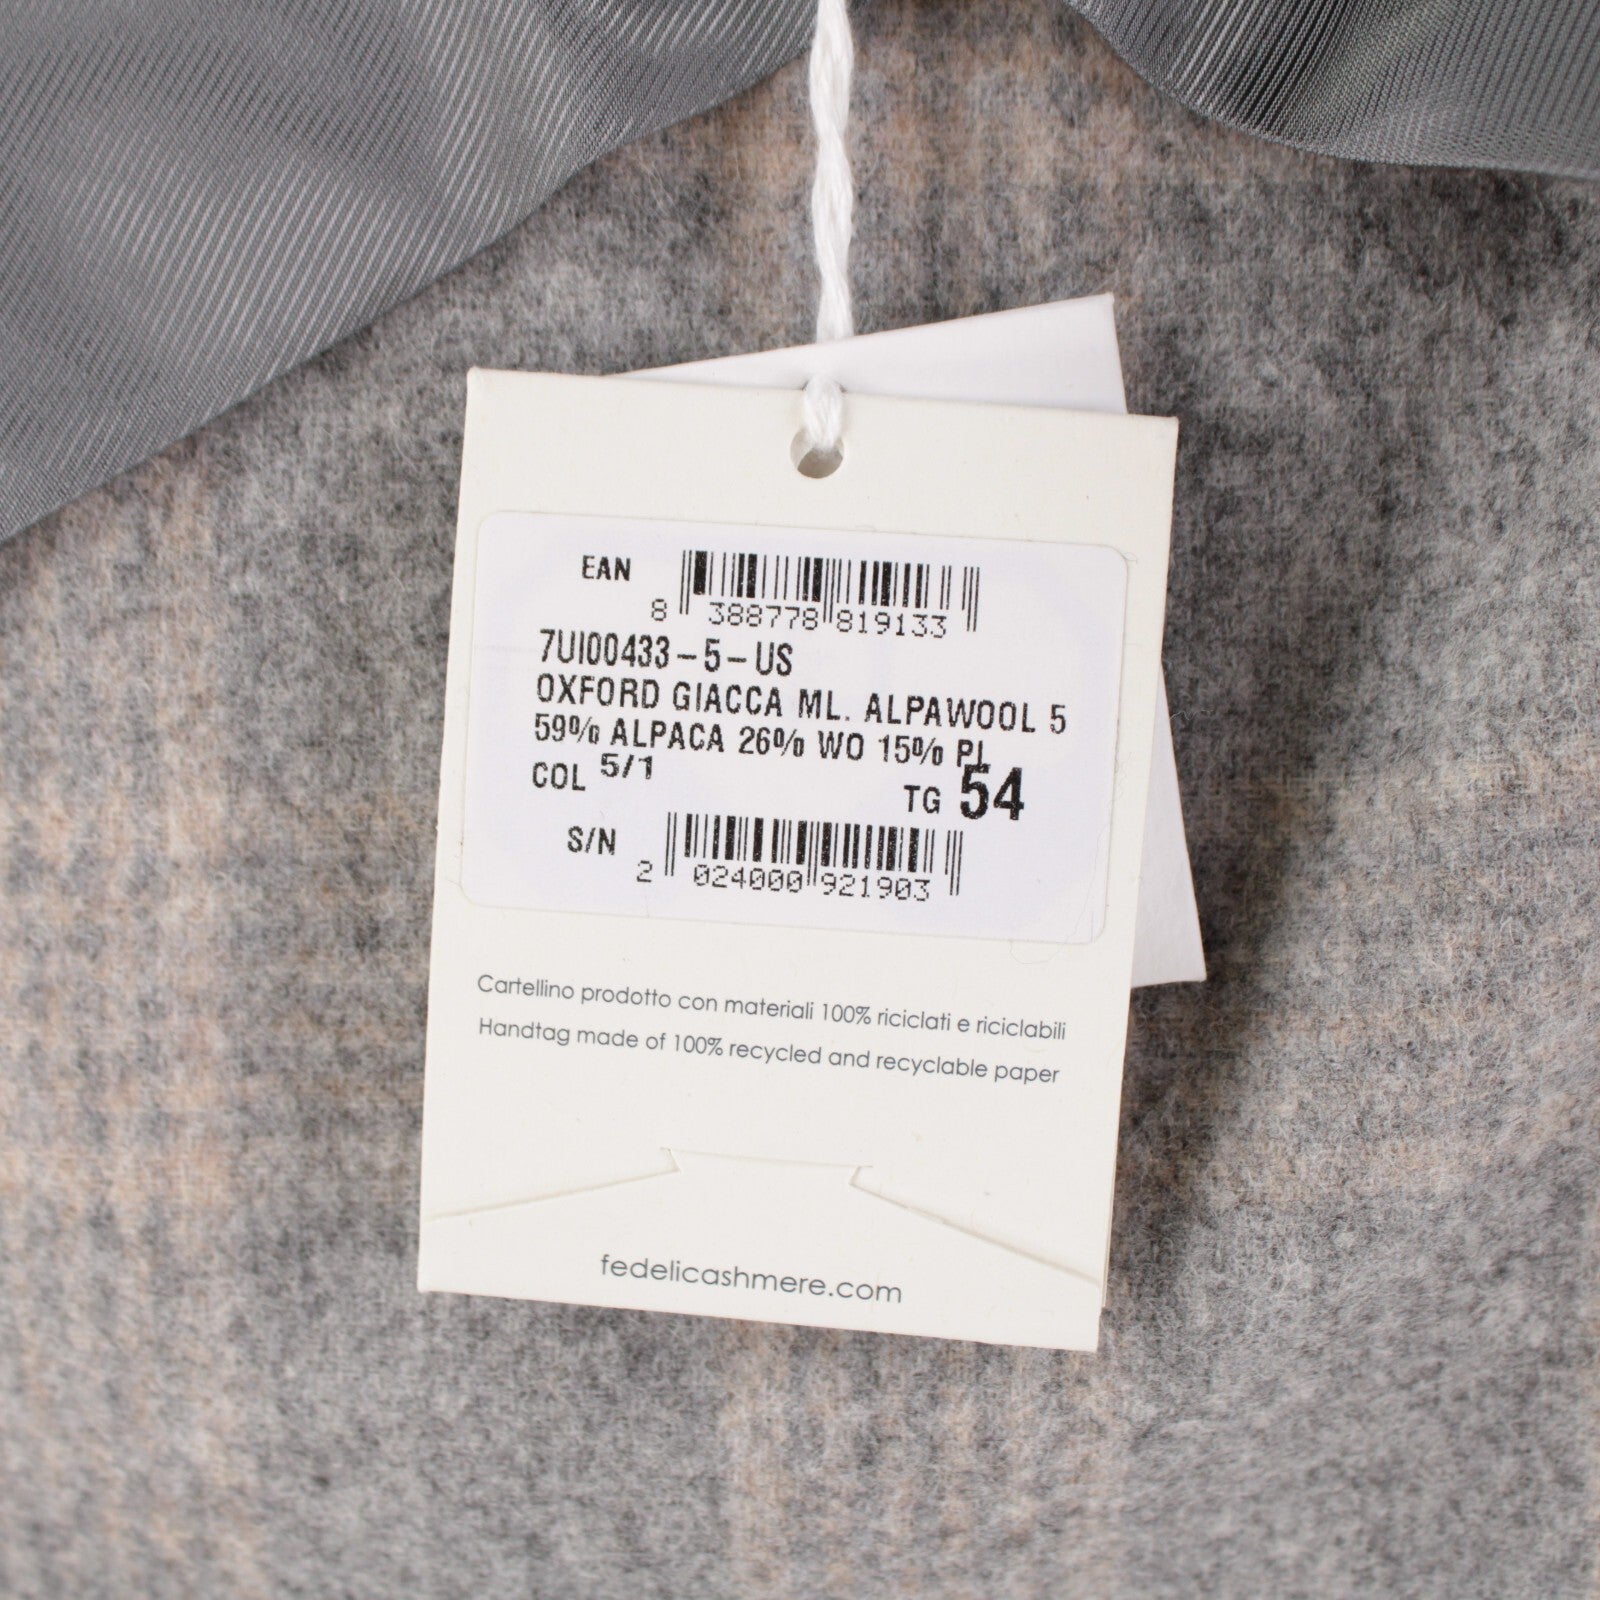 EAN
8 388778 819133
7UI00433-5-US
OXFORD GIACCA ML. ALPAWOOL 5
59% ALPACA 26% WO 15% PL
COL 5/1
TG 54
S/N
2 024000 921903
Cartellino prodotto con materiali 100% riciclati e riciclabili
Handtag made of 100% recycled and recyclable paper
fedelicashmere.com